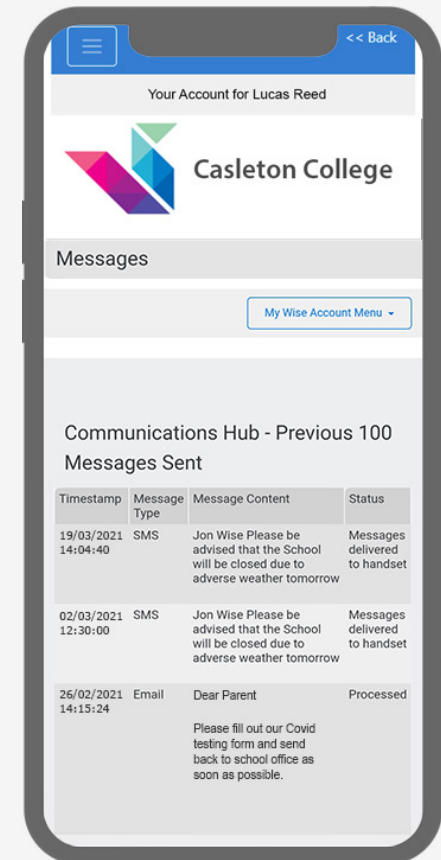 << Back
Your Account for Lucas Reed
Casleton College
Messages
My Wise Account Menu
Communications Hub - Previous 100
Messages Sent
Timestamp Message Type Message Content Status
19/03/2021 14:04:40 SMS Jon Wise Please be
advised that the School
will be closed due to
adverse weather tomorrow
Messages
delivered
to handset
02/03/2021 12:30:00 SMS Jon Wise Please be
advised that the School
will be closed due to
adverse weather tomorrow
Messages
delivered
to handset
26/02/2021 14:15:24 Email Dear Parent
Please fill out our Covid
testing form and send
back to school office as
soon as possible.
Processed